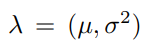 λ = (μ, σ²)